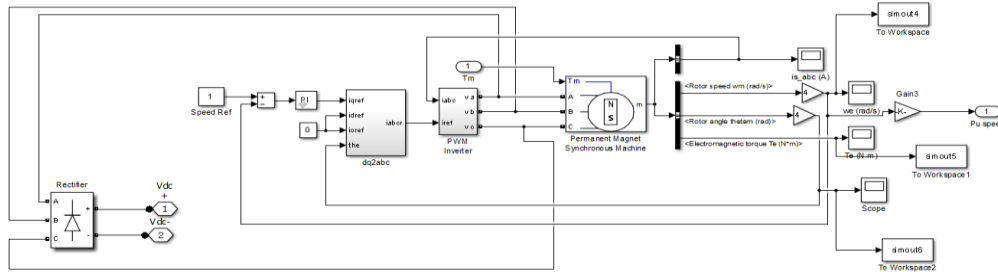 simout4
To Workspace
is_abc (A)
1
Tm
<Rotor speed wm (rad/s)>
4
we (rad/s)
Gain3
-K-
1
Pu spee
1
Speed Ref
+
−
PI
0
iqref
idref
ioref
the
iabcr
dq2abc
iabc
iref
v a
v b
v c
PWM
Inverter
Tm
A
B
C
m
N
S
Permanent Magnet
Synchronous Machine
<Rotor angle thetam (rad)>
4
<Electromagnetic torque Te (N*m)>
Te (N.m)
simout5
To Workspace1
Scope
simout6
To Workspace2
Rectifier
A
B
C
+
-
Vdc
+
1
Vdc-
2